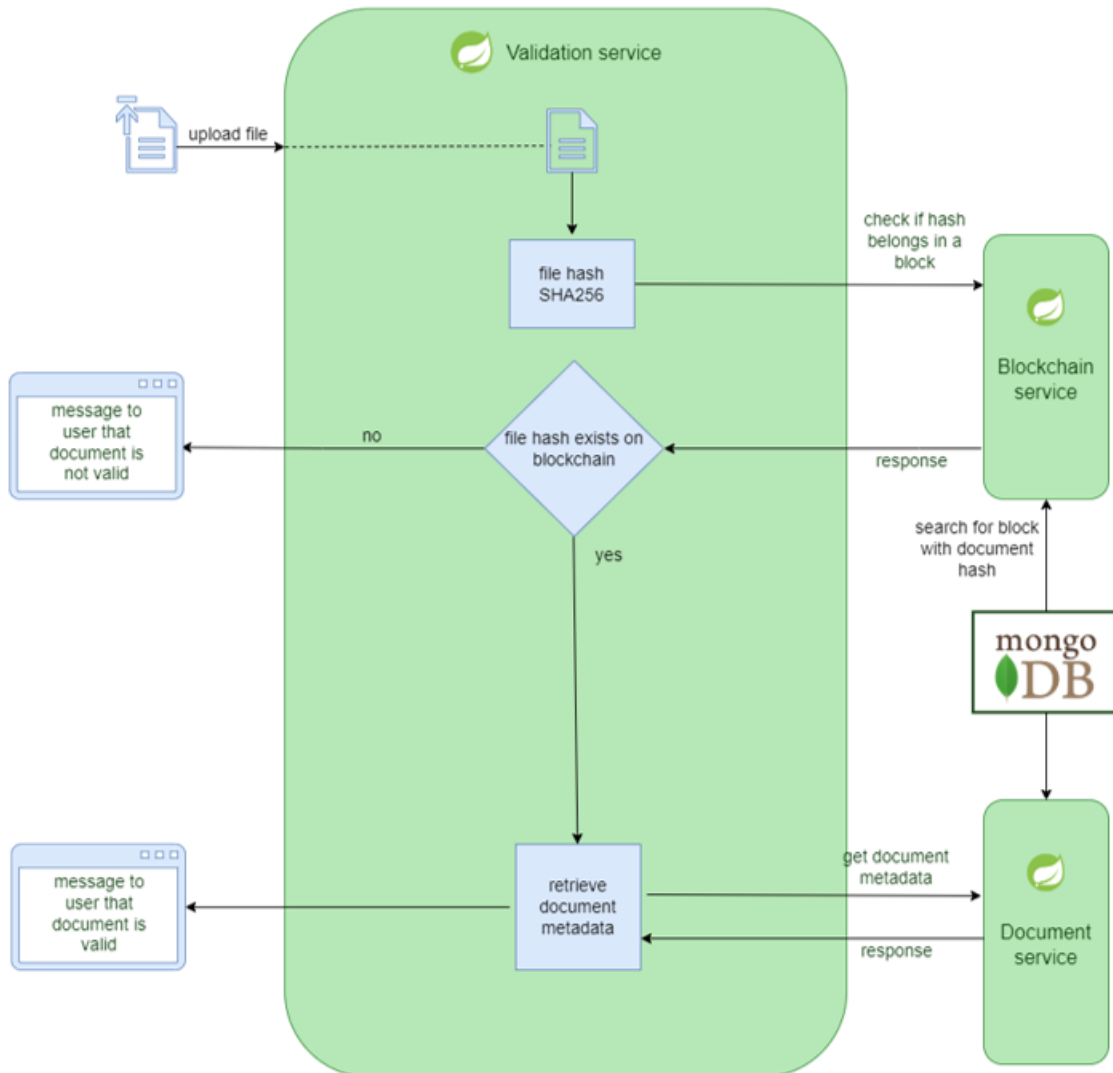 Validation service
upload file
file hash
SHA256
check if hash
belongs in a
block
Blockchain
service
message to
user that
document is
not valid
no
file hash exists on
blockchain
response
yes
search for block
with document
hash
mongo
DB
message to
user that
document is
valid
retrieve
document
metadata
get document
metadata
response
Document
service